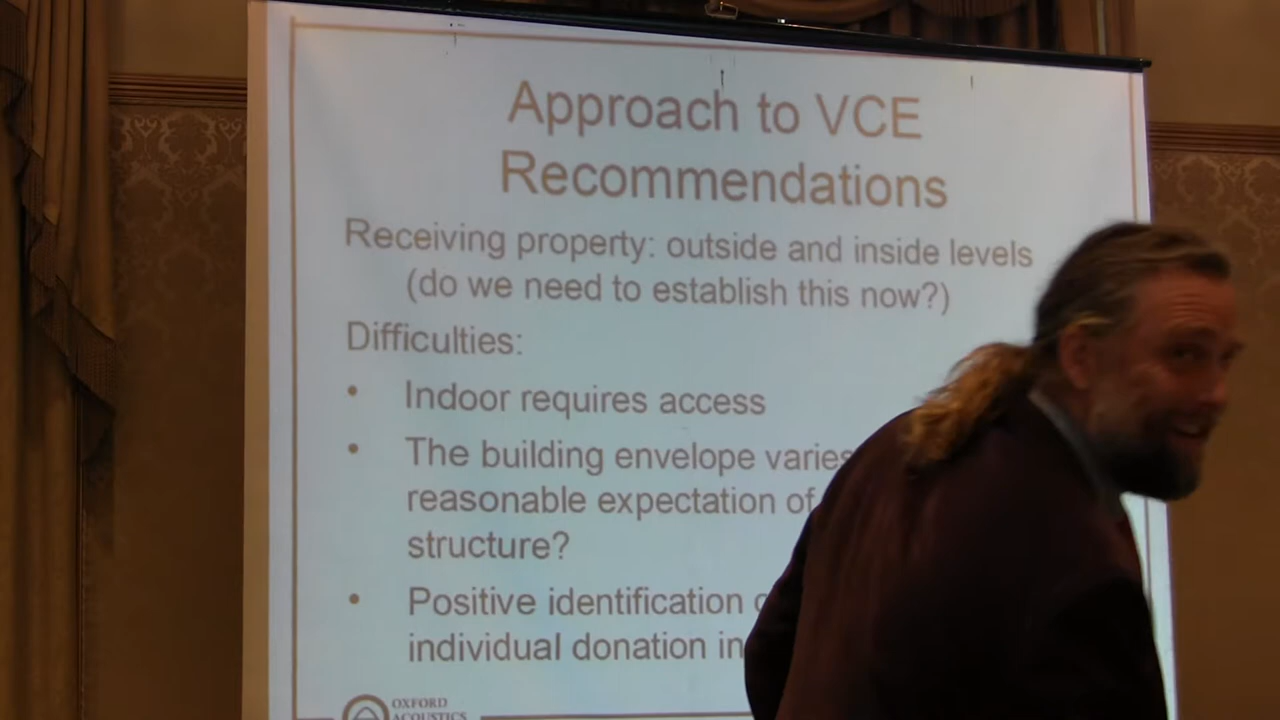 Approach to VCE
Recommendations
Receiving property: outside and inside levels
(do we need to establish this now?)
Difficulties:
• Indoor requires access
• The building envelope varies
reasonable expectation of
structure?
• Positive identification
individual donation in
OXFORD
ACOUSTICS